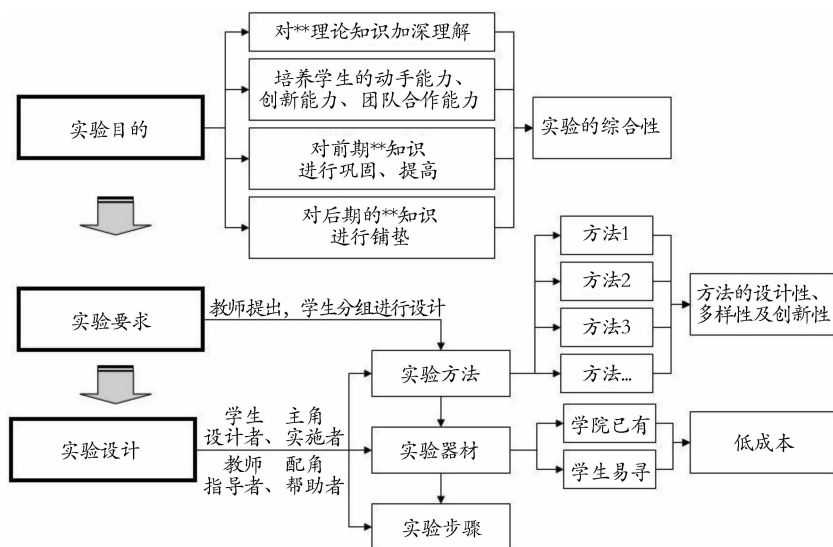 对**理论知识加深理解
培养学生的动手能力、
创新能力、团队合作能力
实验目的
实验的综合性
对前期**知识
进行巩固、提高
对后期的**知识
进行铺垫
方法1
方法2
方法3
方法...
方法的设计性、
多样性及创新性
实验要求
教师提出，学生分组进行设计
实验方法
实验设计
学生 主角
设计者、实施者
教师 配角
指导者、帮助者
实验器材
学院已有
学生易寻
低成本
实验步骤